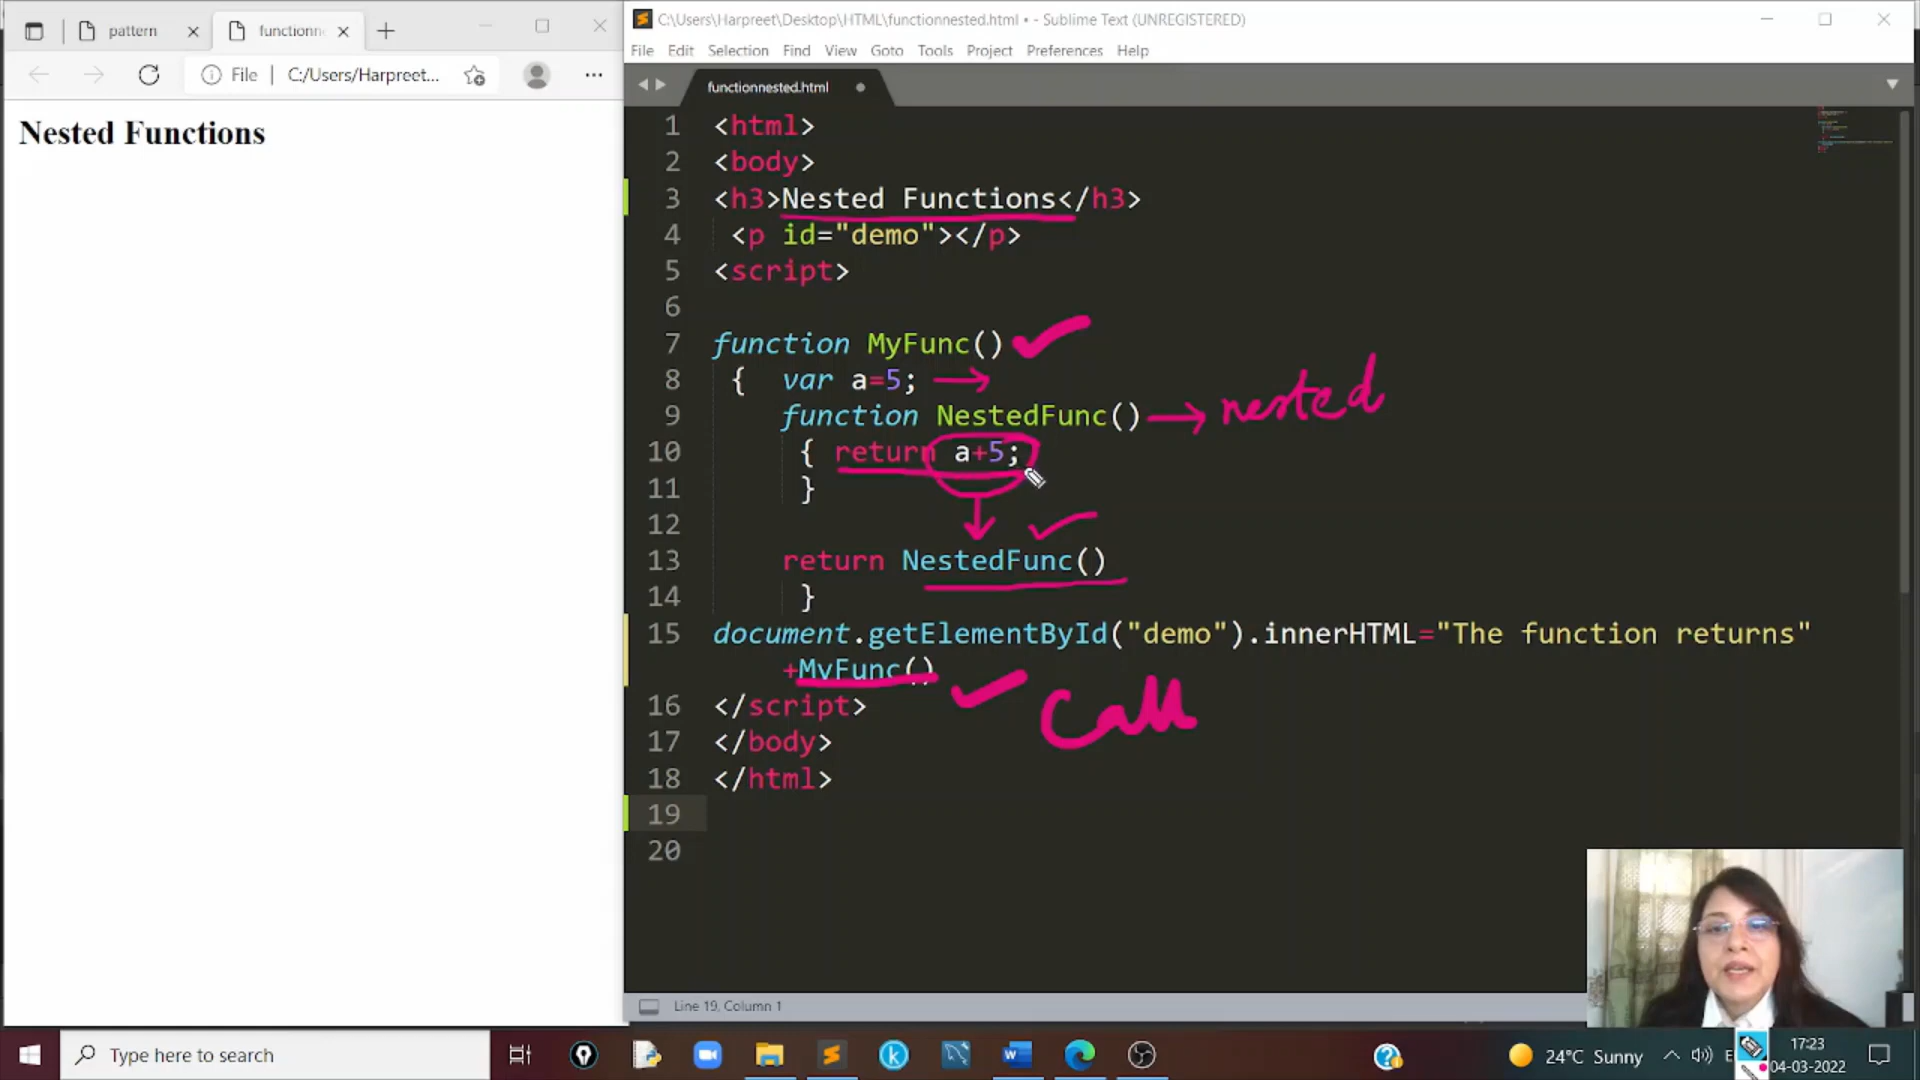 pattern
functionn
File
C:/Users/Harpreet...
Nested Functions
C:\Users\Harpreet\Desktop\HTML\functionnested.html • - Sublime Text (UNREGISTERED)
File Edit Selection Find View Goto Tools Project Preferences Help
functionnested.html
1 <html>
2 <body>
3 <h3>Nested Functions</h3>
4 <p id="demo"></p>
5 <script>
6
7 function MyFunc()
8 { var a=5;
9 function NestedFunc() nested
10 { return a+5;
11 }
12
13 return NestedFunc()
14 }
15 document.getElementById("demo").innerHTML="The function returns"
+MyFunc()
Call
16 </script>
17 </body>
18 </html>
19
20
Line 19, Column 1
Type here to search
24°C Sunny
17:23
04-03-2022